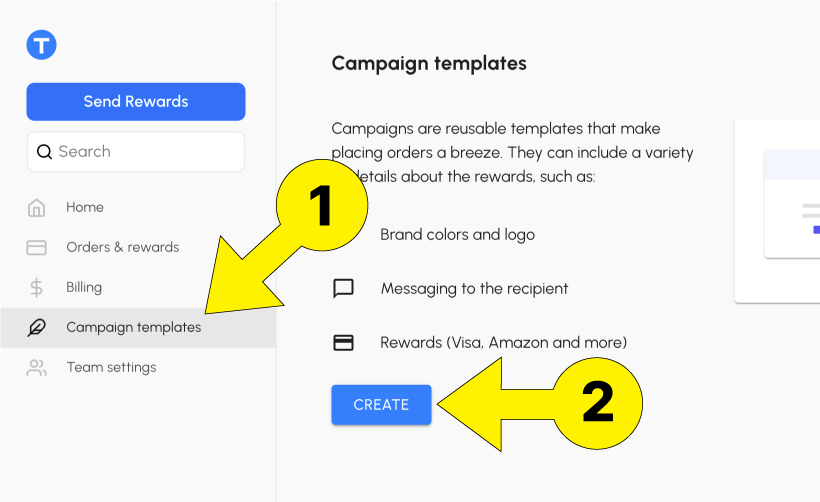 T
Send Rewards
Search
Home
Orders & rewards
Billing
Campaign templates
Team settings
Campaign templates
Campaigns are reusable templates that make
placing orders a breeze. They can include a variety
details about the rewards, such as:
Brand colors and logo
Messaging to the recipient
Rewards (Visa, Amazon and more)
CREATE
1
2